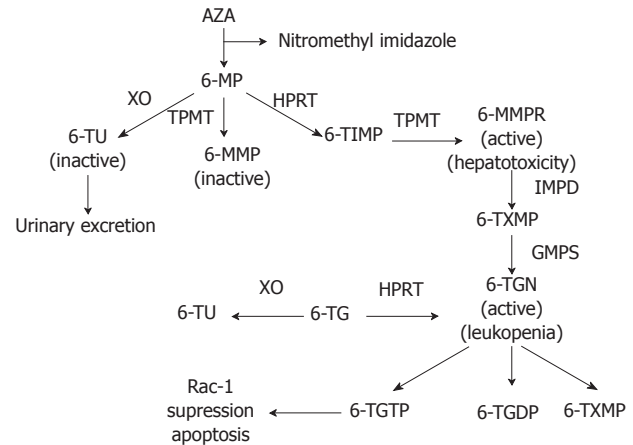 AZA
Nitromethyl imidazole
6-MP
XO
TPMT
HPRT
6-TU
(inactive)
6-MMP
(inactive)
6-TIMP
TPMT
6-MMPR
(active)
(hepatotoxicity)
Urinary excretion
IMPD
6-TXMP
GMPS
6-TU
XO
6-TG
HPRT
6-TGN
(active)
(leukopenia)
Rac-1
supression
apoptosis
6-TGTP
6-TGDP
6-TXMP